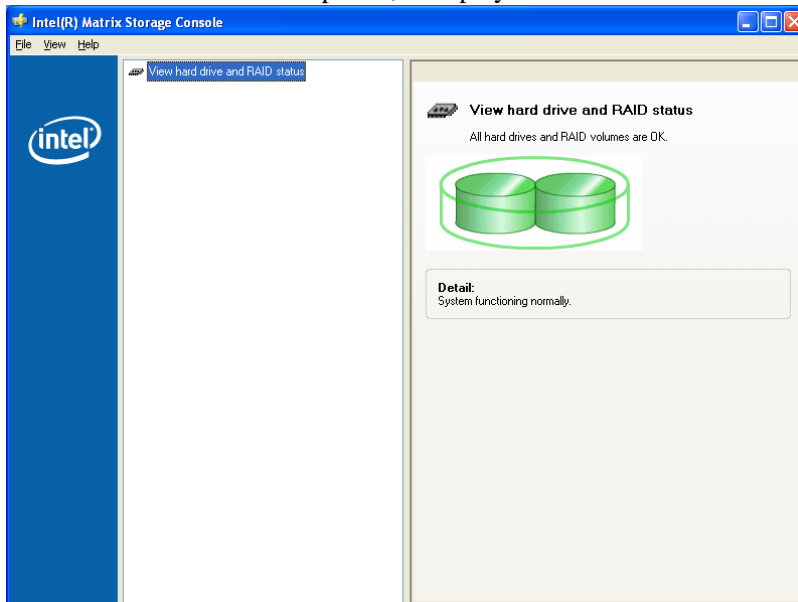 Intel(R) Matrix Storage Console
File View Help
View hard drive and RAID status
intel
View hard drive and RAID status
All hard drives and RAID volumes are OK.
Detail:
System functioning normally.